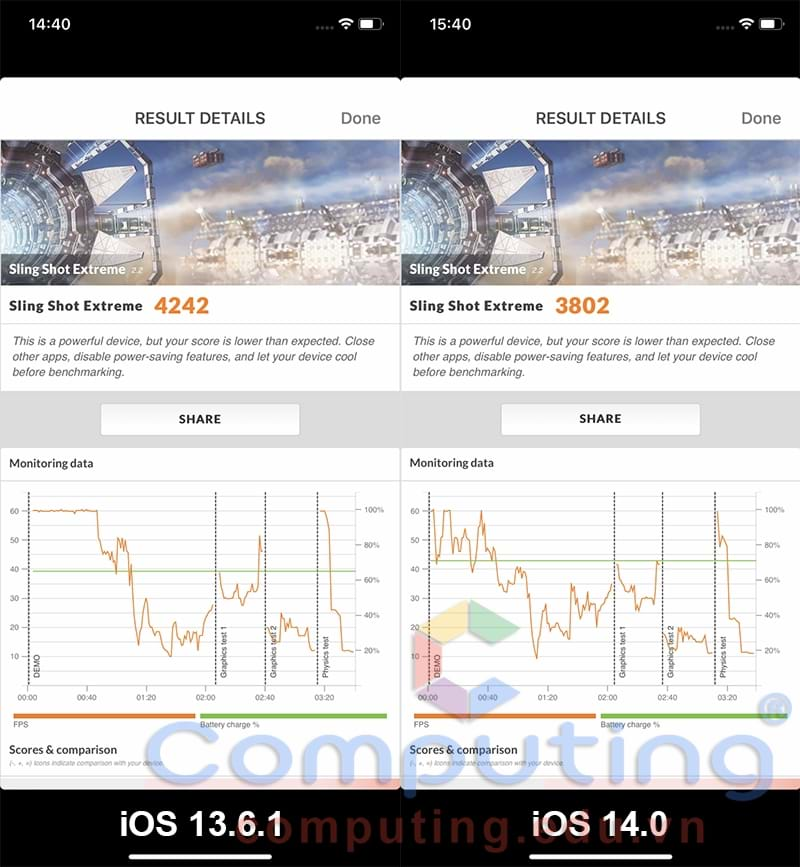 14:40
RESULT DETAILS
Done
Sling Shot Extreme 2.2
Sling Shot Extreme 4242
This is a powerful device, but your score is lower than expected. Close
other apps, disable power-saving features, and let your device cool
before benchmarking.
SHARE
Monitoring data
60
50
40
30
20
10
100%
80%
60%
40%
20%
DEMO
Graphics test 1
Graphics test 2
Physics test
00:00 00:40 01:20 02:00 02:40 03:20
FPS
Battery charge %
Scores & comparison
(-, +, =) Icons indicate comparison with your device.
iOS 13.6.1
15:40
RESULT DETAILS
Done
Sling Shot Extreme 2.2
Sling Shot Extreme 3802
This is a powerful device, but your score is lower than expected. Close
other apps, disable power-saving features, and let your device cool
before benchmarking.
SHARE
Monitoring data
60
50
40
30
20
10
100%
80%
60%
40%
20%
DEMO
Graphics test 1
Graphics test 2
Physics test
00:00 00:40 01:20 02:00 02:40 03:20
FPS
Battery charge %
Scores & comparison
(-, +, =) Icons indicate comparison with your device.
iOS 14.0
Computing®
computing.edu.vn